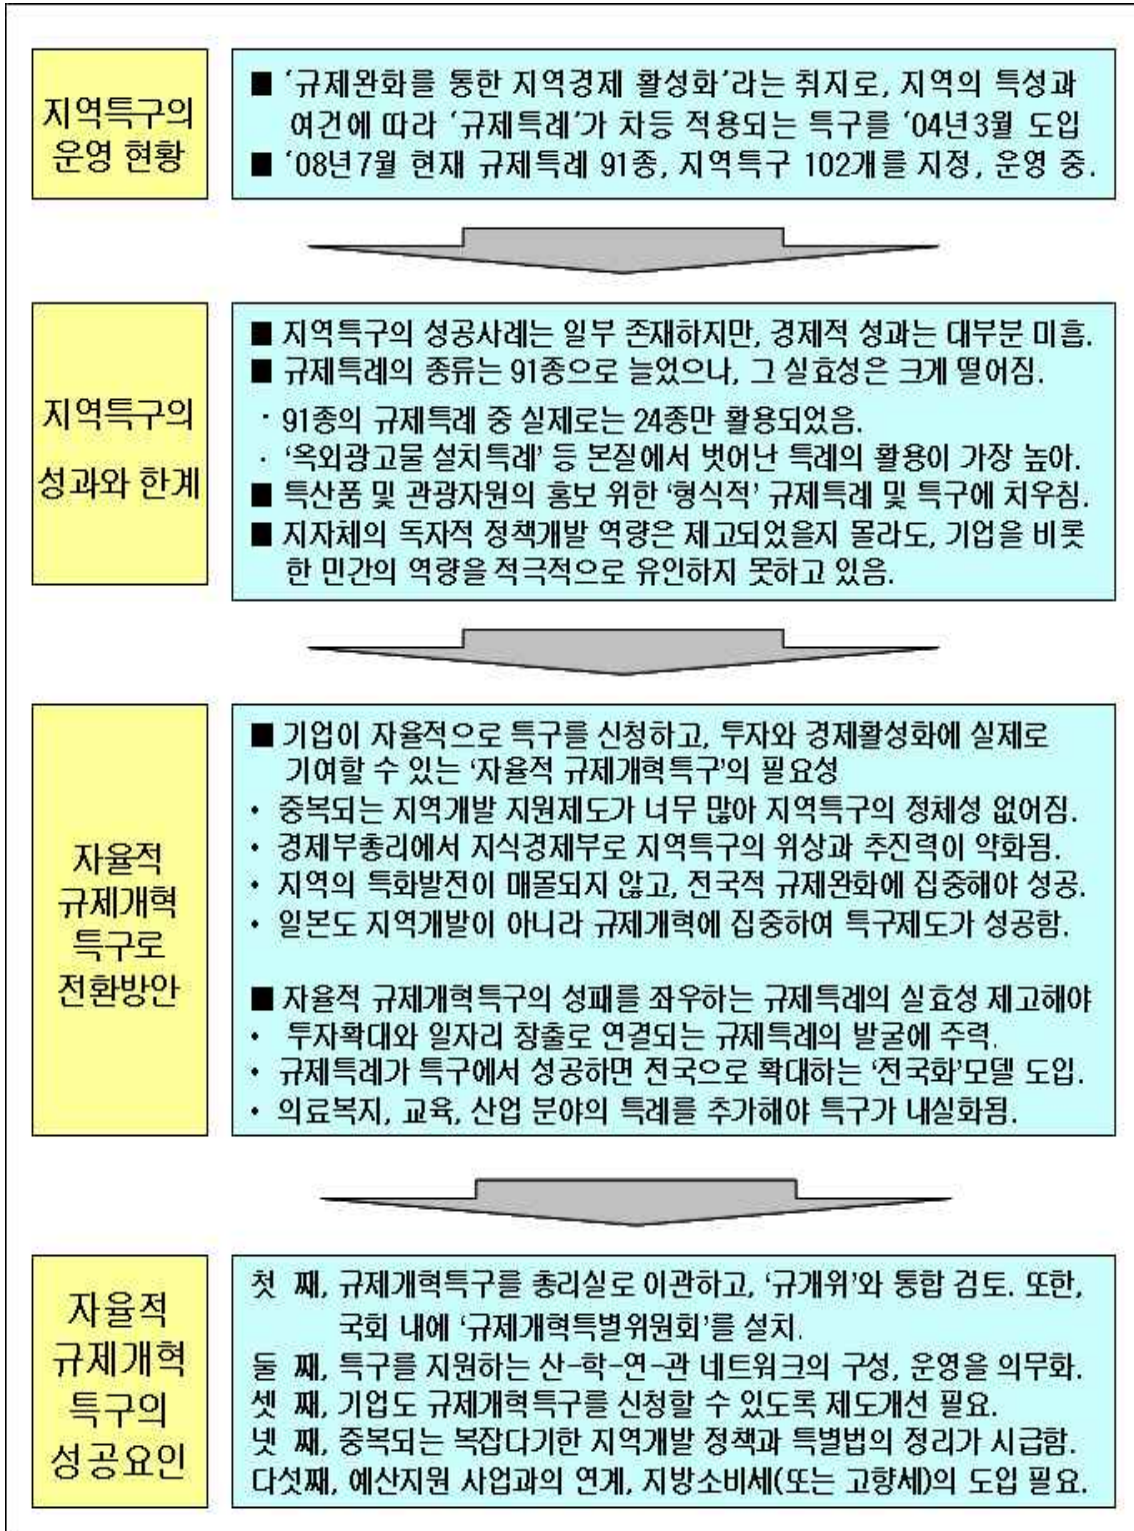 지역특구의
운영 현황
■ ‘규제완화를 통한 지역경제 활성화’라는 취지로, 지역의 특성과
여건에 따라 ‘규제특례’가 차등 적용되는 특구를 ‘04년3월 도입
■ ‘08년7월 현재 규제특례 91종, 지역특구 102개를 지정, 운영 중.
지역특구의
성과와 한계
■ 지역특구의 성공사례는 일부 존재하지만, 경제적 성과는 대부분 미흡.
■ 규제특례의 종류는 91종으로 늘었으나, 그 실효성은 크게 떨어짐.
· 91종의 규제특례 중 실제로는 24종만 활용되었음.
· ‘옥외광고물 설치특례’ 등 본질에서 벗어난 특례의 활용이 가장 높아.
■ 특산품 및 관광자원의 홍보 위한 ‘형식적’ 규제특례 및 특구에 치우침.
■ 지자체의 독자적 정책개발 역량은 제고되었을지 몰라도, 기업을 비롯
한 민간의 역량을 적극적으로 유인하지 못하고 있음.
자율적
규제개혁
특구로
전환방안
■ 기업이 자율적으로 특구를 신청하고, 투자와 경제활성화에 실제로
기여할 수 있는 ‘자율적 규제개혁특구’의 필요성
• 중복되는 지역개발 지원제도가 너무 많아 지역특구의 정체성 없어짐.
• 경제부총리에서 지식경제부로 지역특구의 위상과 추진력이 약화됨.
• 지역의 특화발전이 매몰되지 않고, 전국적 규제완화에 집중해야 성공.
• 일본도 지역개발이 아니라 규제개혁에 집중하여 특구제도가 성공함.
■ 자율적 규제개혁특구의 성패를 좌우하는 규제특례의 실효성 제고해야
• 투자확대와 일자리 창출로 연결되는 규제특례의 발굴에 주력.
• 규제특례가 특구에서 성공하면 전국으로 확대하는 ‘전국화’모델 도입.
• 의료복지, 교육, 산업 분야의 특례를 추가해야 특구가 내실화됨.
자율적
규제개혁
특구의
성공요인
첫 째, 규제개혁특구를 총리실로 이관하고, ‘규개위’와 통합 검토. 또한,
국회 내에 ‘규제개혁특별위원회’를 설치.
둘 째, 특구를 지원하는 산-학-연-관 네트워크의 구성, 운영을 의무화.
셋 째, 기업도 규제개혁특구를 신청할 수 있도록 제도개선 필요.
넷 째, 중복되는 복잡다기한 지역개발 정책과 특별법의 정리가 시급함.
다섯째, 예산지원 사업과의 연계, 지방소비세(또는 고향세)의 도입 필요.